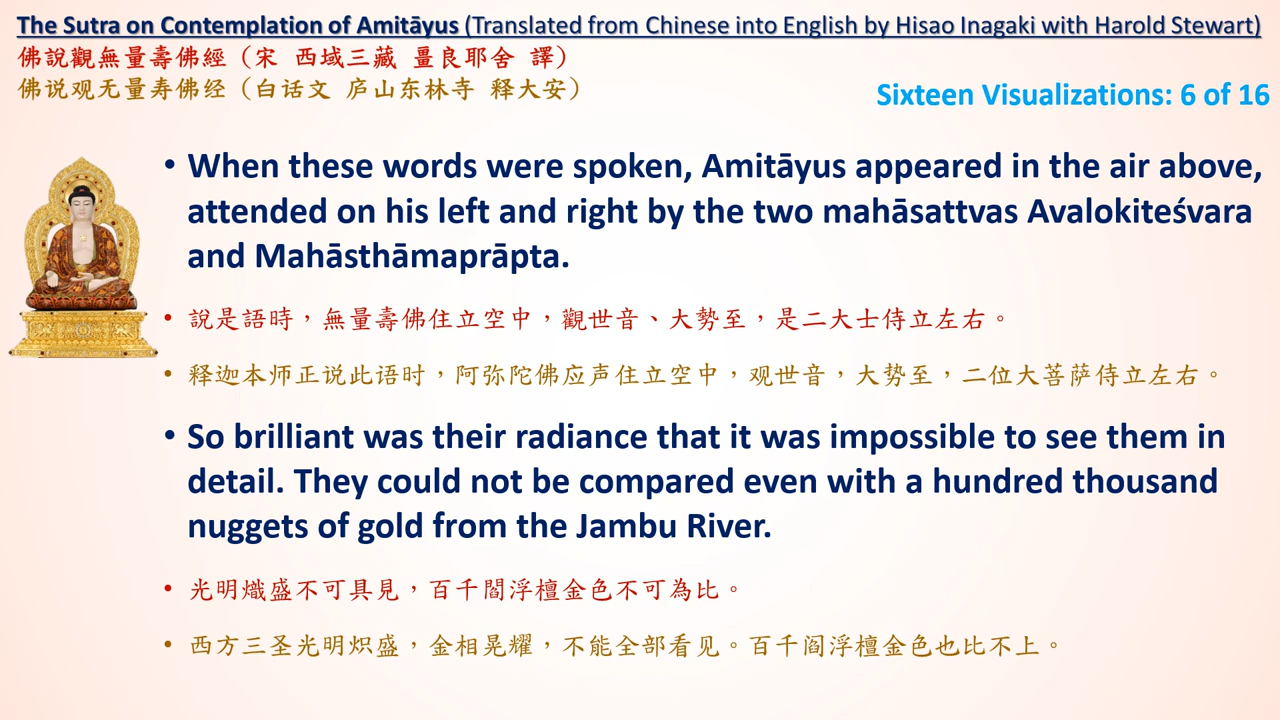 The Sutra on Contemplation of Amitāyus (Translated from Chinese into English by Hisao Inagaki with Harold Stewart)
佛說觀無量壽佛經（宋 西域三藏 畺良耶舍 譯）
佛说观无量寿佛经（白话文 庐山东林寺 释大安）
Sixteen Visualizations: 6 of 16
• When these words were spoken, Amitāyus appeared in the air above,
attended on his left and right by the two mahāsattvas Avalokiteśvara
and Mahāsthāmaprāpta.
• 說是語時，無量壽佛住立空中，觀世音、大勢至，是二大士侍立左右。
• 释迦本师正说此语时，阿弥陀佛应声住立空中，观世音，大势至，二位大菩萨侍立左右。
• So brilliant was their radiance that it was impossible to see them in
detail. They could not be compared even with a hundred thousand
nuggets of gold from the Jambu River.
• 光明熾盛不可具見，百千閻浮檀金色不可為比。
• 西方三圣光明炽盛，金相晃耀，不能全部看见。百千阎浮檀金色也比不上。